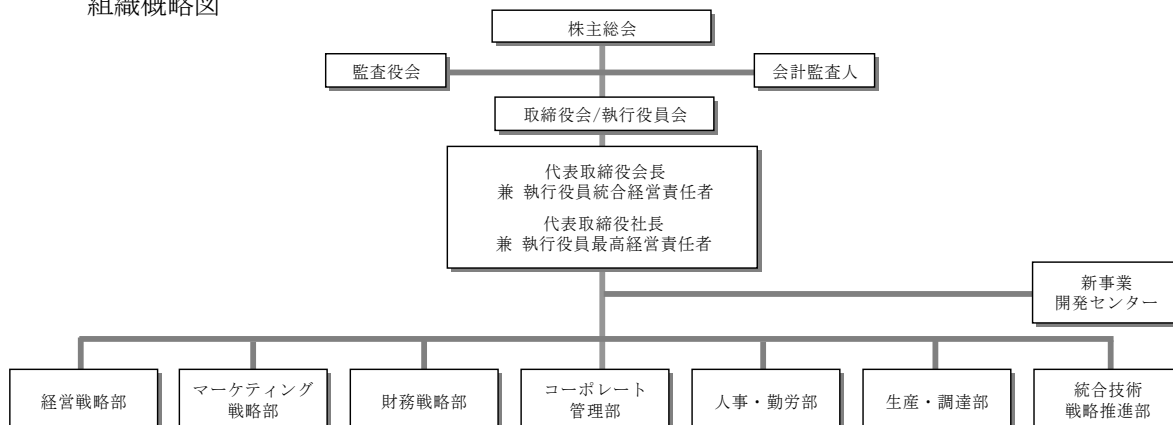 組織概略図
株主総会
監査役会
会計監査人
取締役会/執行役員会
代表取締役会長
兼 執行役員統合経営責任者
代表取締役社長
兼 執行役員最高経営責任者
新事業
開発センター
経営戦略部
マーケティング
戦略部
財務戦略部
コーポレート
管理部
人事・勤労部
生産・調達部
統合技術
戦略推進部